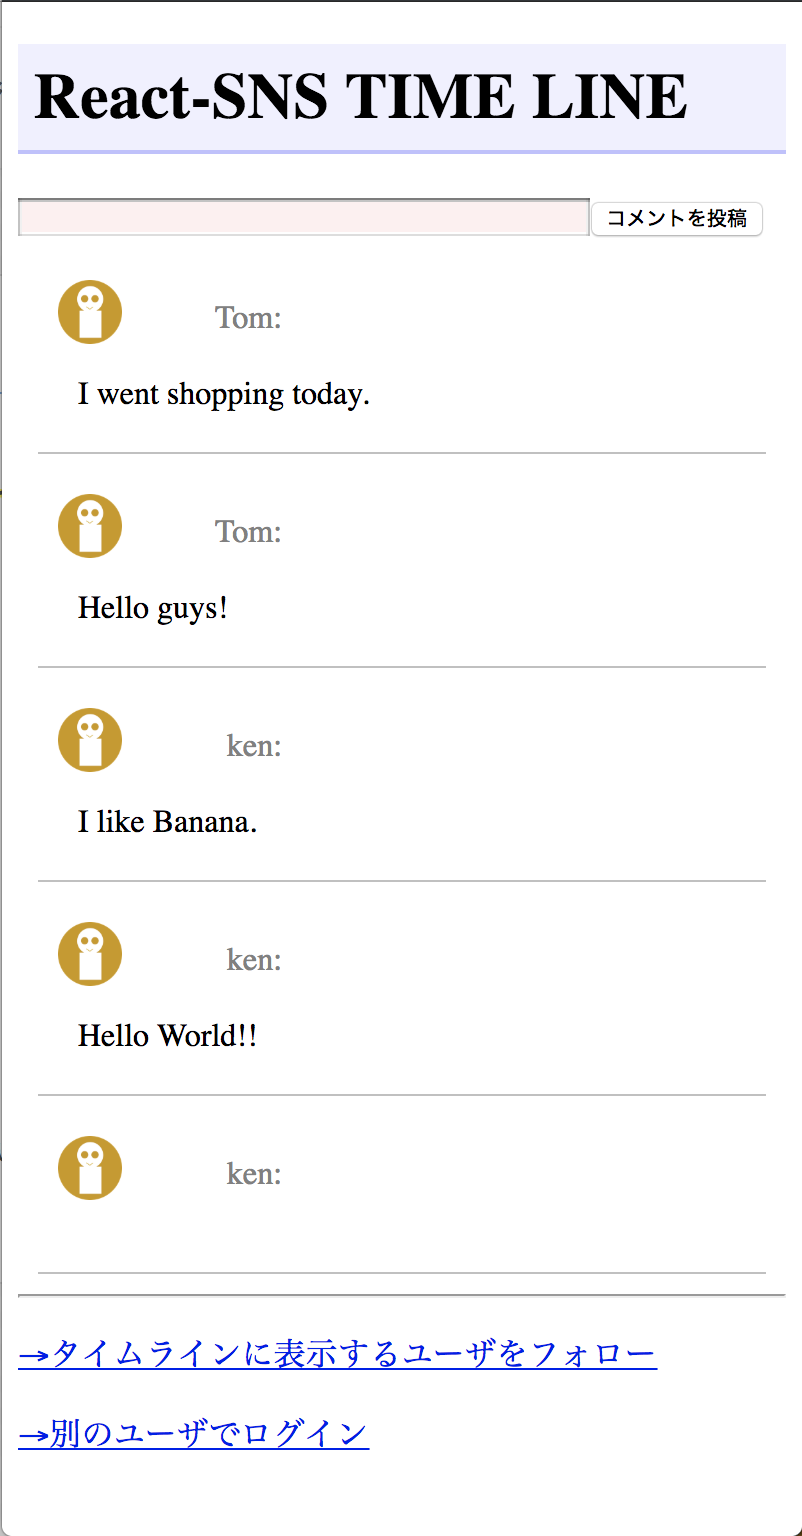 React-SNS TIME LINE
コメントを投稿
Tom:
I went shopping today.
Tom:
Hello guys!
ken:
I like Banana.
ken:
Hello World!!
ken:
→タイムラインに表示するユーザをフォロー
→別のユーザでログイン